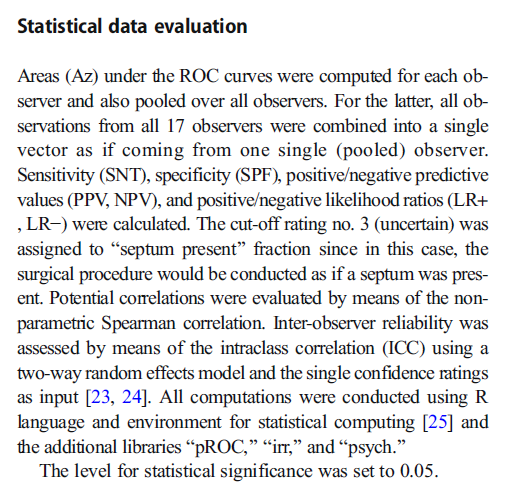 Statistical data evaluation
Areas (Az) under the ROC curves were computed for each ob-
server and also pooled over all observers. For the latter, all ob-
servations from all 17 observers were combined into a single
vector as if coming from one single (pooled) observer.
Sensitivity (SNT), specificity (SPF), positive/negative predictive
values (PPV, NPV), and positive/negative likelihood ratios (LR+
, LR−) were calculated. The cut-off rating no. 3 (uncertain) was
assigned to “septum present” fraction since in this case, the
surgical procedure would be conducted as if a septum was pres-
ent. Potential correlations were evaluated by means of the non-
parametric Spearman correlation. Inter-observer reliability was
assessed by means of the intraclass correlation (ICC) using a
two-way random effects model and the single confidence ratings
as input [23, 24]. All computations were conducted using R
language and environment for statistical computing [25] and
the additional libraries “pROC,” “irr,” and “psych.”
The level for statistical significance was set to 0.05.